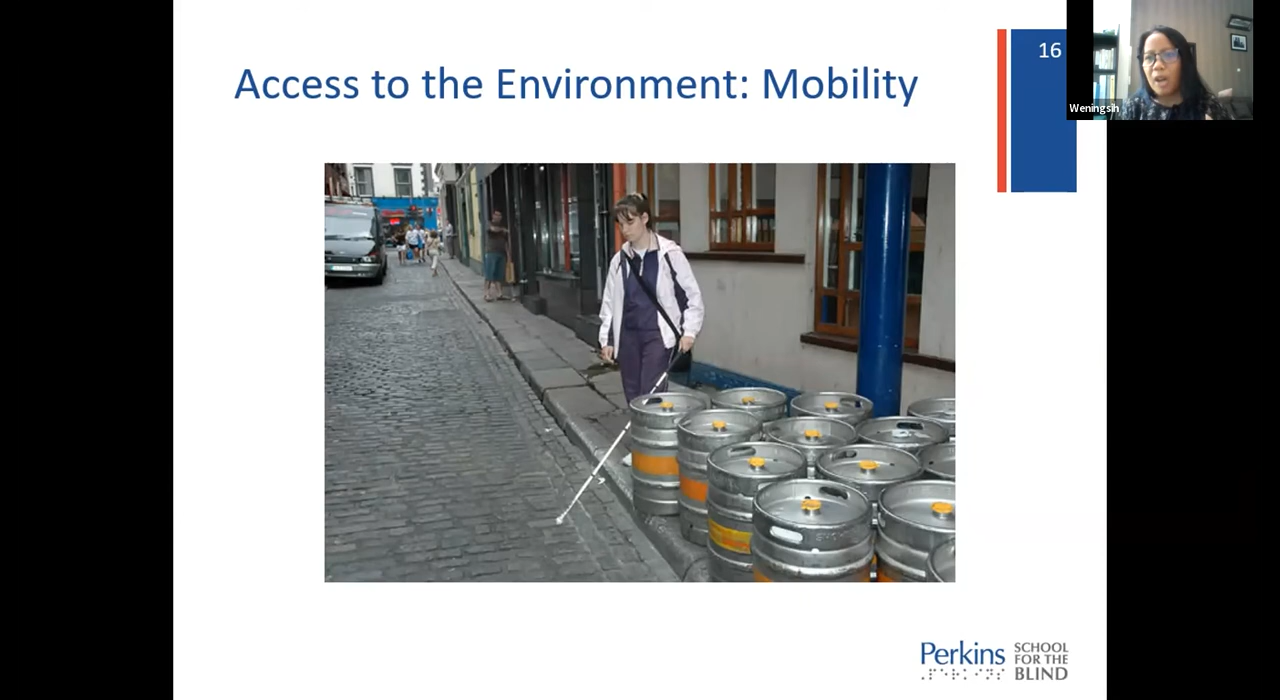 Access to the Environment: Mobility
16
Weningsih
Perkins
SCHOOL
FOR THE
BLIND
⠠⠏⠑⠗⠅⠊⠝⠎